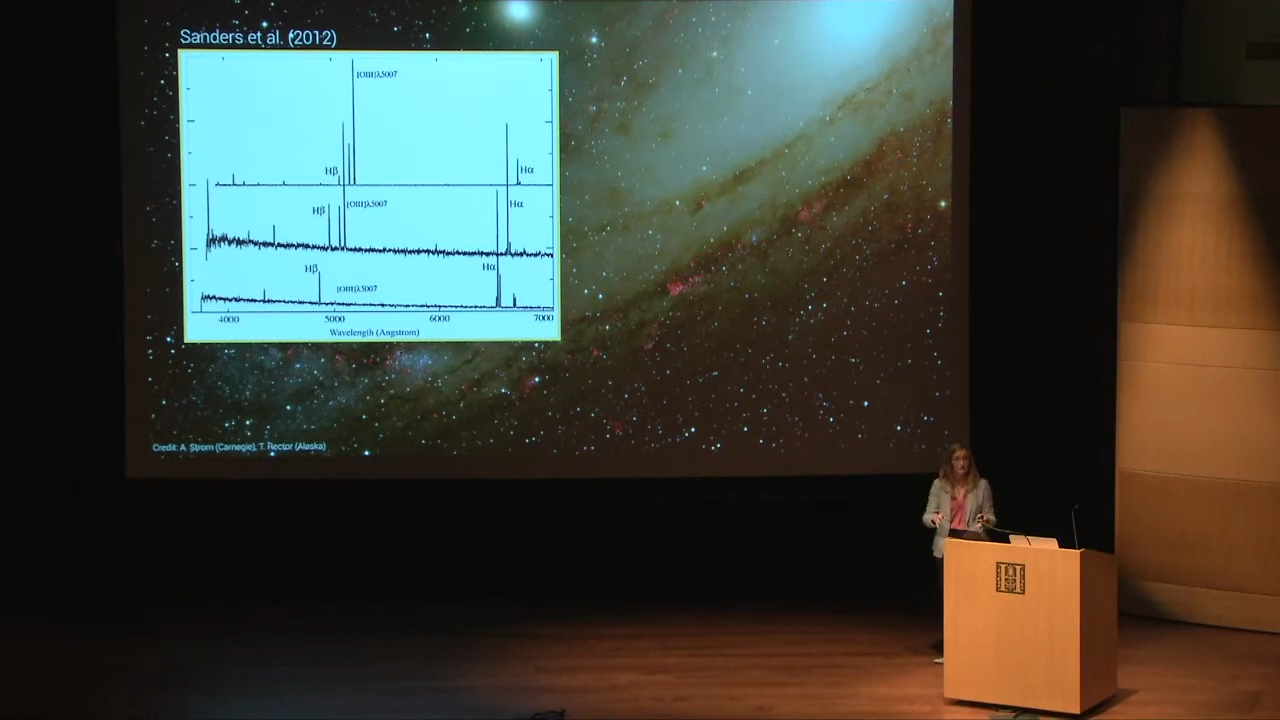 Sanders et al. (2012)
[OIII]λ5007
Hβ
Hα
Hβ
[OIII]λ5007
Hα
Hβ
[OIII]λ5007
Hα
4000 5000 6000 7000
Wavelength (Angstrom)
Credit: A. Strom (Carnegie), T. Rector (Alaska)
H